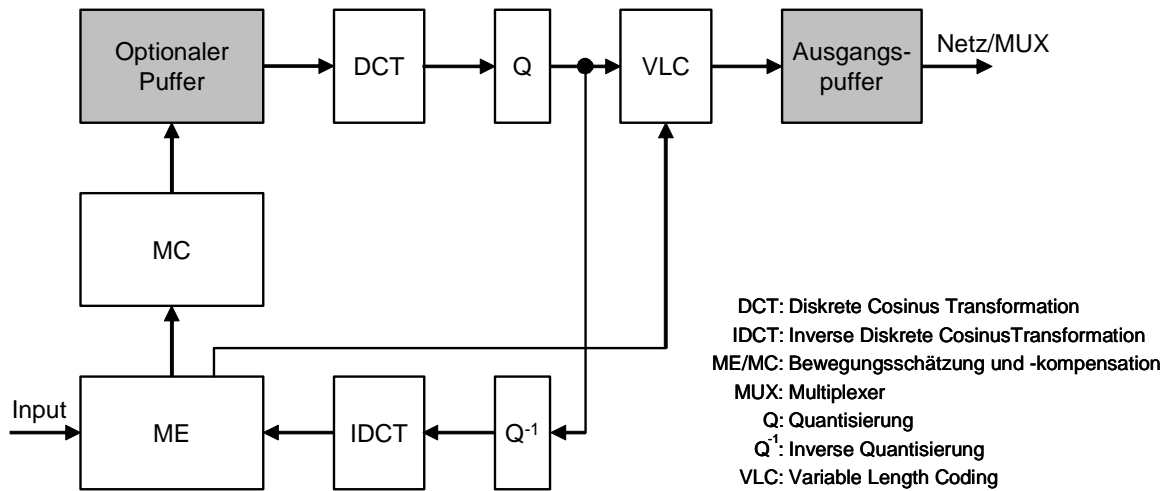 Optionaler
Puffer
DCT
Q
VLC
Ausgangs-
puffer
Netz/MUX
MC
Input
ME
IDCT
Q-1
DCT: Diskrete Cosinus Transformation
IDCT: Inverse Diskrete CosinusTransformation
ME/MC: Bewegungsschätzung und -kompensation
MUX: Multiplexer
Q: Quantisierung
Q-1: Inverse Quantisierung
VLC: Variable Length Coding